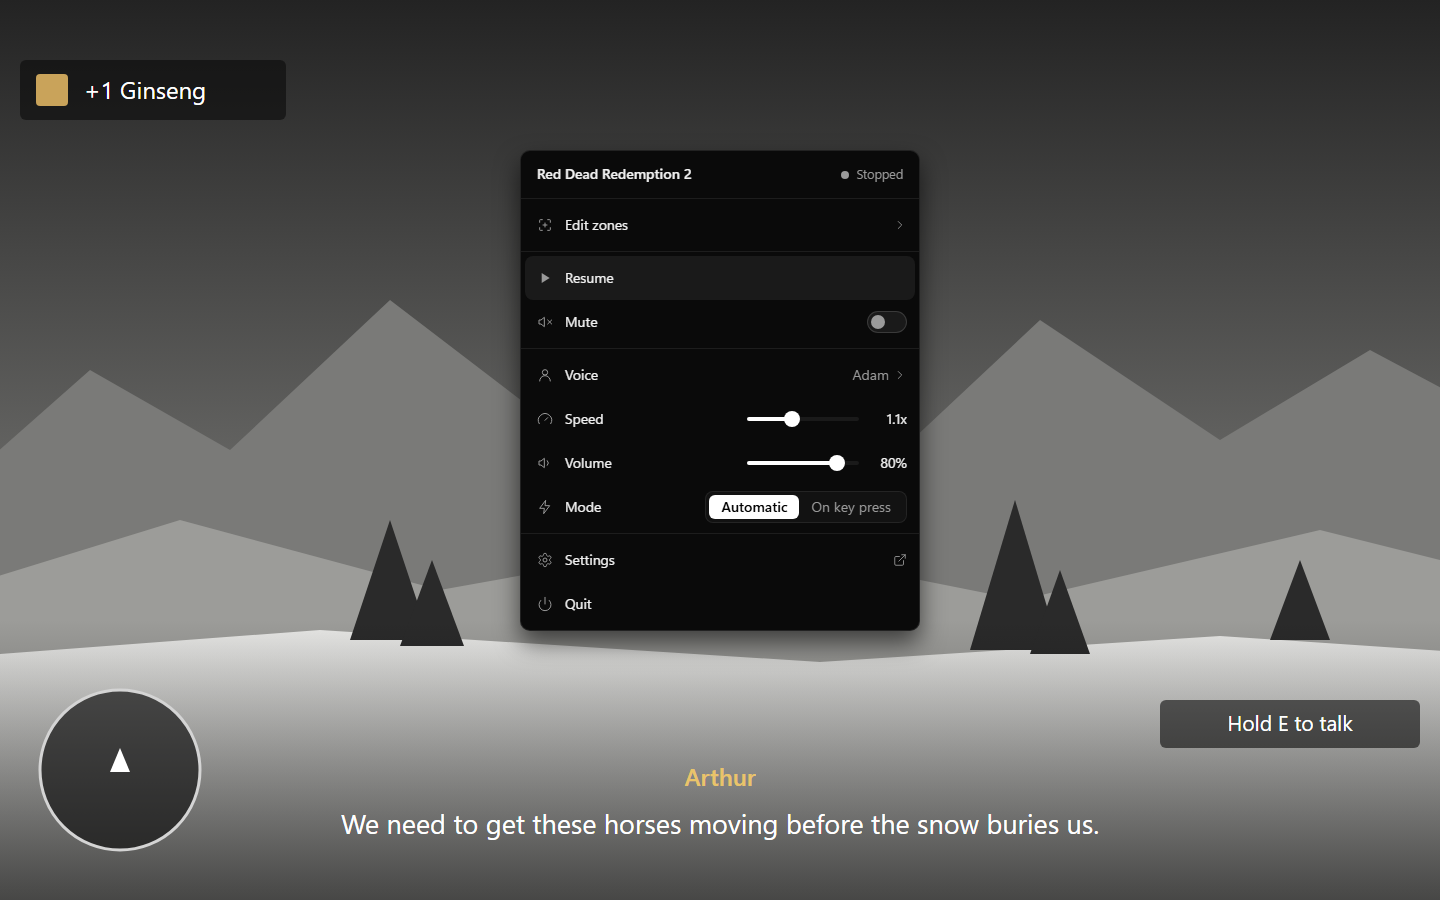 +1 Ginseng
Red Dead Redemption 2
Stopped
Edit zones
Resume
Mute
Voice
Adam
Speed
1.1x
Volume
80%
Mode
Automatic
On key press
Settings
Quit
Hold E to talk
Arthur
We need to get these horses moving before the snow buries us.